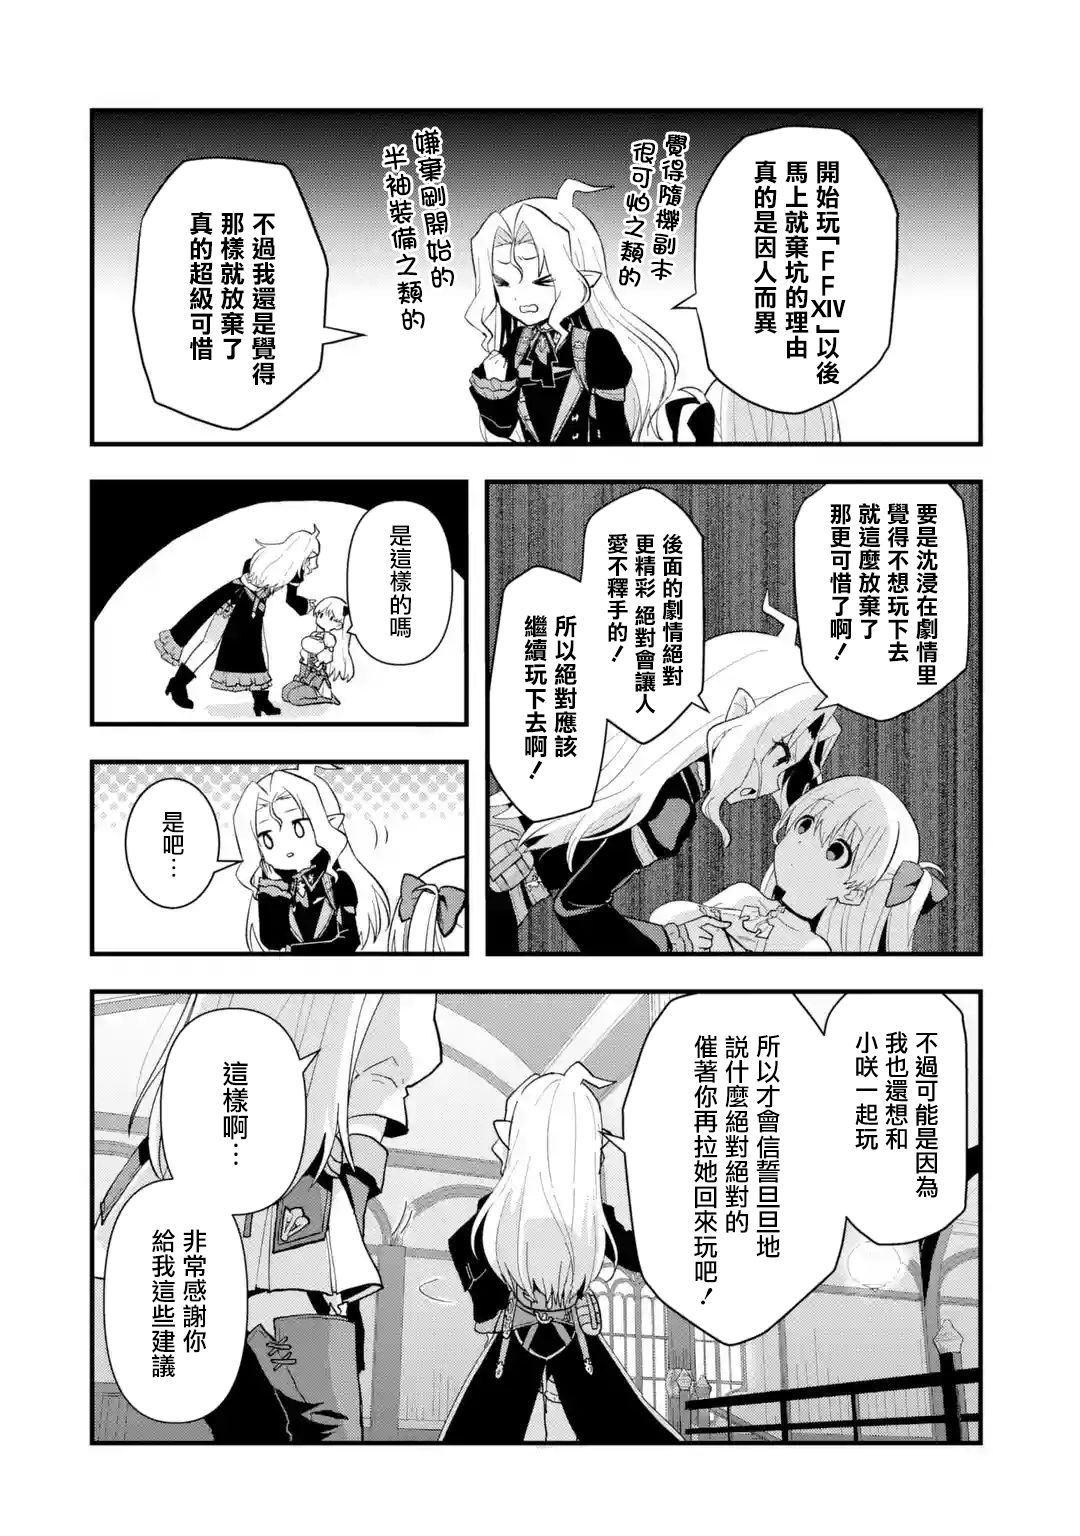 開始玩「FFXIV」以後
馬上就棄坑的理由
真的是因人而異
覺得隨機副本
很可怕之類的
嫌棄剛開始的
半袖裝備之類的
不過我還是覺得
那樣就放棄了
真的超級可惜
要是沈浸在劇情里
覺得不想玩下去
就這麼放棄了
那更可惜了啊！
後面的劇情絕對
更精彩 絕對會讓人
愛不釋手的！
所以絕對應該
繼續玩下去啊！
是這樣的嗎
是吧…
不過可能是因為
我也還想和
小咲一起玩
所以才會信誓旦旦地
説什麼絕對絕對的
催著你再拉她回來玩吧！
這樣啊…
非常感謝你
給我這些建議